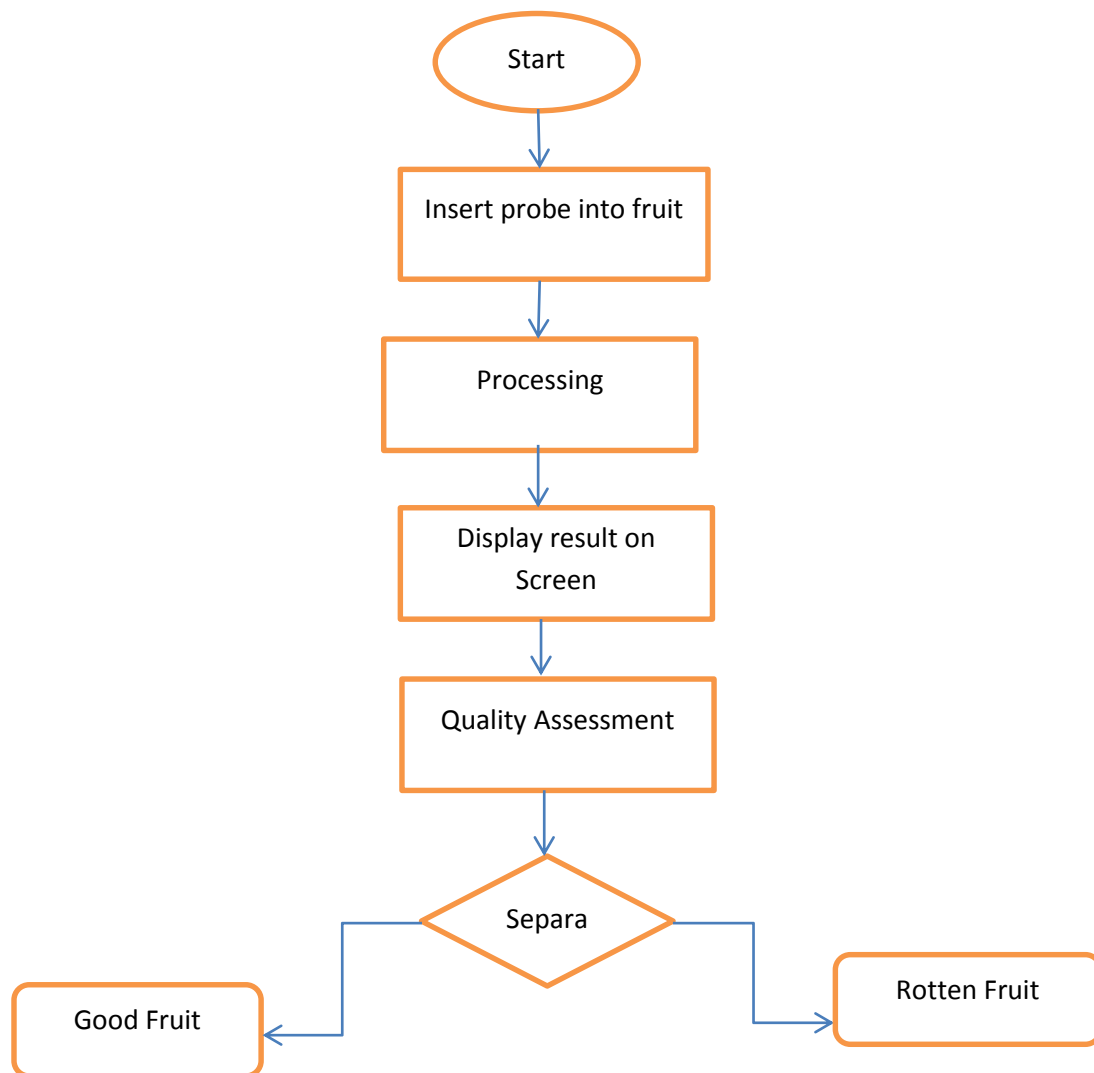 Start
Insert probe into fruit
Processing
Display result on
Screen
Quality Assessment
Separa
Good Fruit
Rotten Fruit